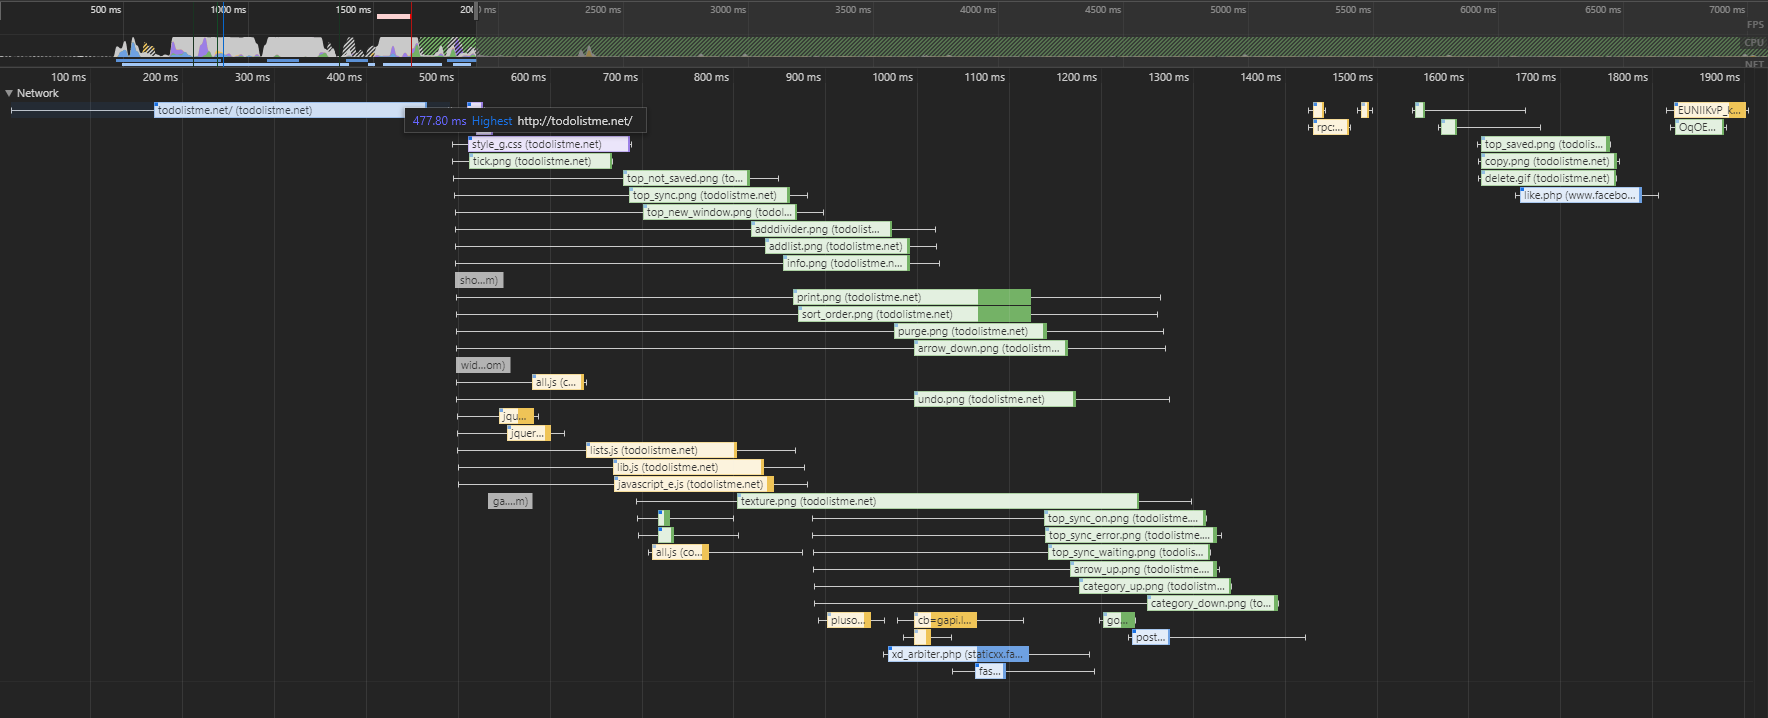 500 ms 1000 ms 1500 ms 2000 ms 2500 ms 3000 ms 3500 ms 4000 ms 4500 ms 5000 ms 5500 ms 6000 ms 6500 ms 7000 ms
FPS
CPU
NET
100 ms 200 ms 300 ms 400 ms 500 ms 600 ms 700 ms 800 ms 900 ms 1000 ms 1100 ms 1200 ms 1300 ms 1400 ms 1500 ms 1600 ms 1700 ms 1800 ms 1900 ms
Network
todolistme.net/ (todolistme.net) EUNIIKvP_k...
477.80 ms Highest http://todolistme.net/ rpc:... OqOE...
style_g.css (todolistme.net) top_saved.png (todolis...
tick.png (todolistme.net) copy.png (todolistme.net)
top_not_saved.png (to... delete.gif (todolistme.net)
top_sync.png (todolistme.net) like.php (www.facebo...
top_new_window.png (todol...
adddivider.png (todolist...
addlist.png (todolistme.net)
info.png (todolistme.n...
sho...m)
print.png (todolistme.net)
sort_order.png (todolistme.net)
purge.png (todolistme.net)
arrow_down.png (todolistm...
wid...om)
all.js (c...
undo.png (todolistme.net)
jqu...
jquer...
lists.js (todolistme.net)
lib.js (todolistme.net)
javascript_e.js (todolistme.net)
ga....m) texture.png (todolistme.net)
top_sync_on.png (todolistme....
top_sync_error.png (todolistme....
all.js (co... top_sync_waiting.png (todolis...
arrow_up.png (todolistme....
category_up.png (todolistm...
category_down.png (to...
pluso... cb=gapi.l... go...
post...
xd_arbiter.php (staticxx.fa...
fas...